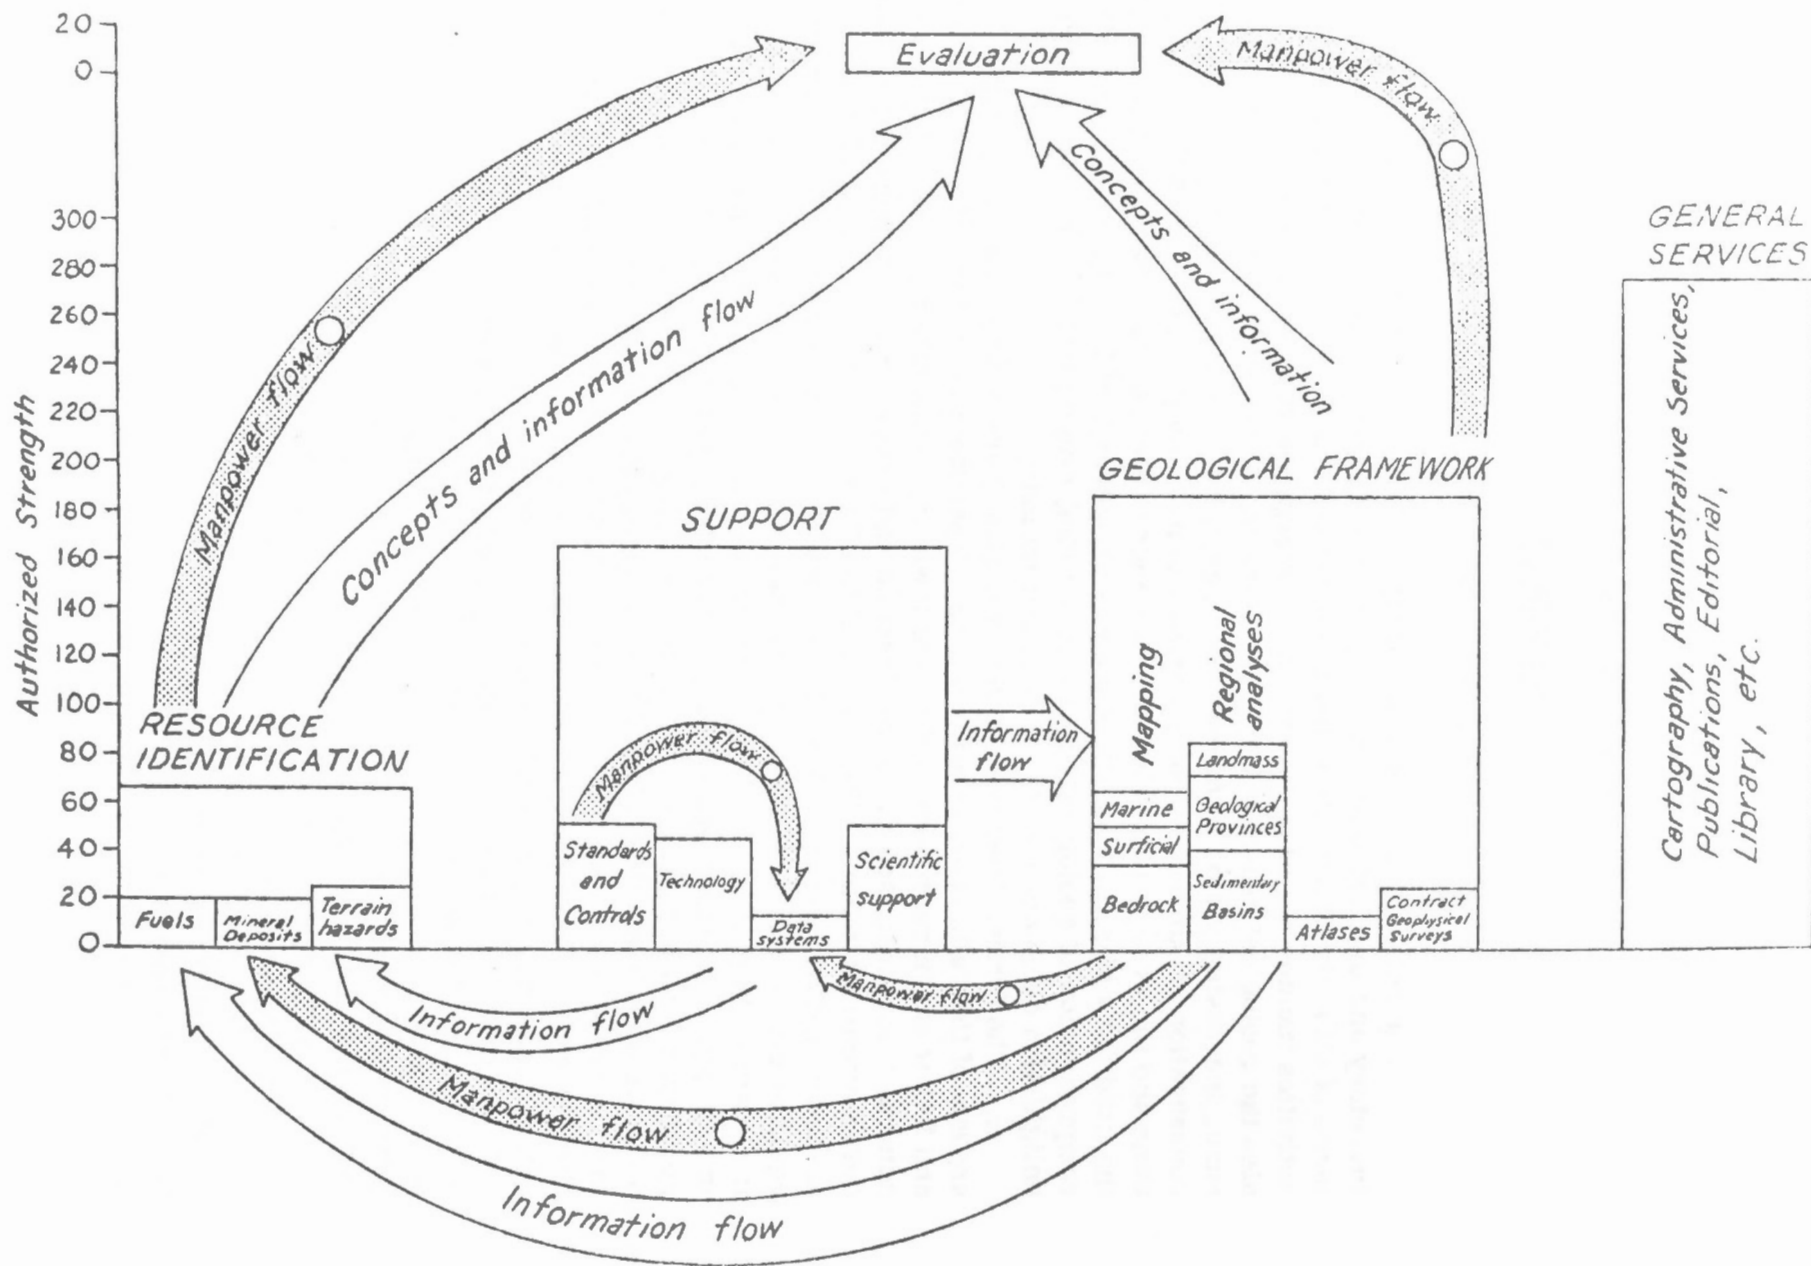 20
0
300
280
260
240
220
200
180
160
140
120
100
80
60
40
20
0
Authorized Strength
Evaluation
Manpower flow
Manpower flow
Concepts and information flow
Concepts and information
GENERAL
SERVICES
Cartography, Administrative Services,
Publications, Editorial,
Library, etc.
RESOURCE
IDENTIFICATION
Fuels
Mineral
Deposits
Terrain
hazards
SUPPORT
Manpower flow
Standards
and
Controls
Technology
Data
systems
Scientific
support
Information
flow
GEOLOGICAL FRAMEWORK
Mapping
Regional
analyses
Marine
Surficial
Bedrock
Landmass
Geological
Provinces
Sedimentary
Basins
Atlases
Contract
Geophysical
Surveys
Information flow
Manpower flow
Manpower flow
Information flow